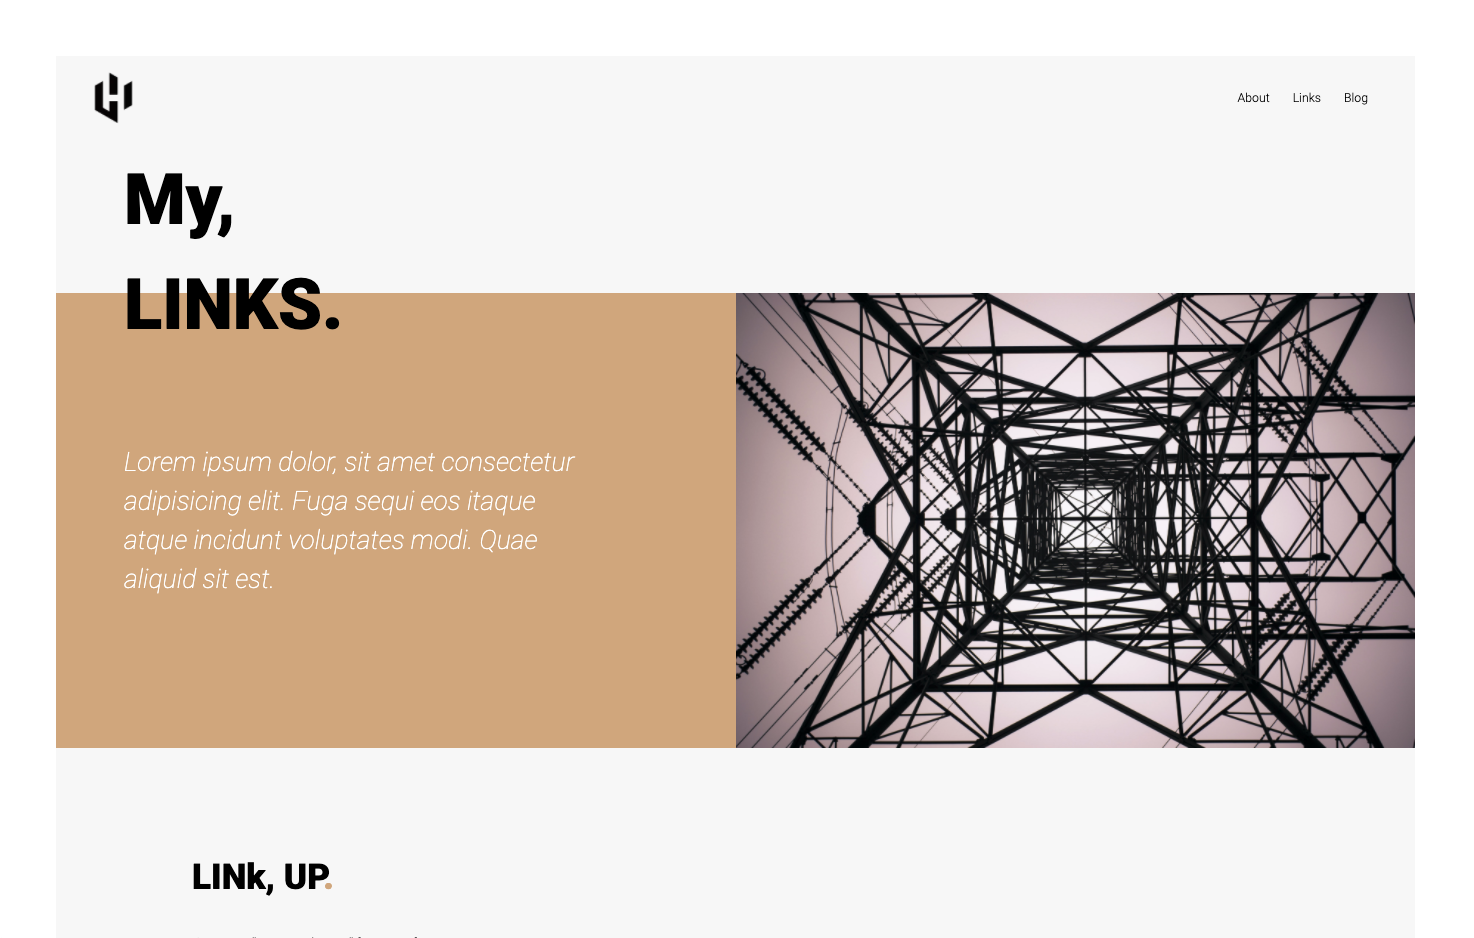 About Links Blog
My,
LINKS.
Lorem ipsum dolor, sit amet consectetur
adipisicing elit. Fuga sequi eos itaque
atque incidunt voluptates modi. Quae
aliquid sit est.
LINk, UP.